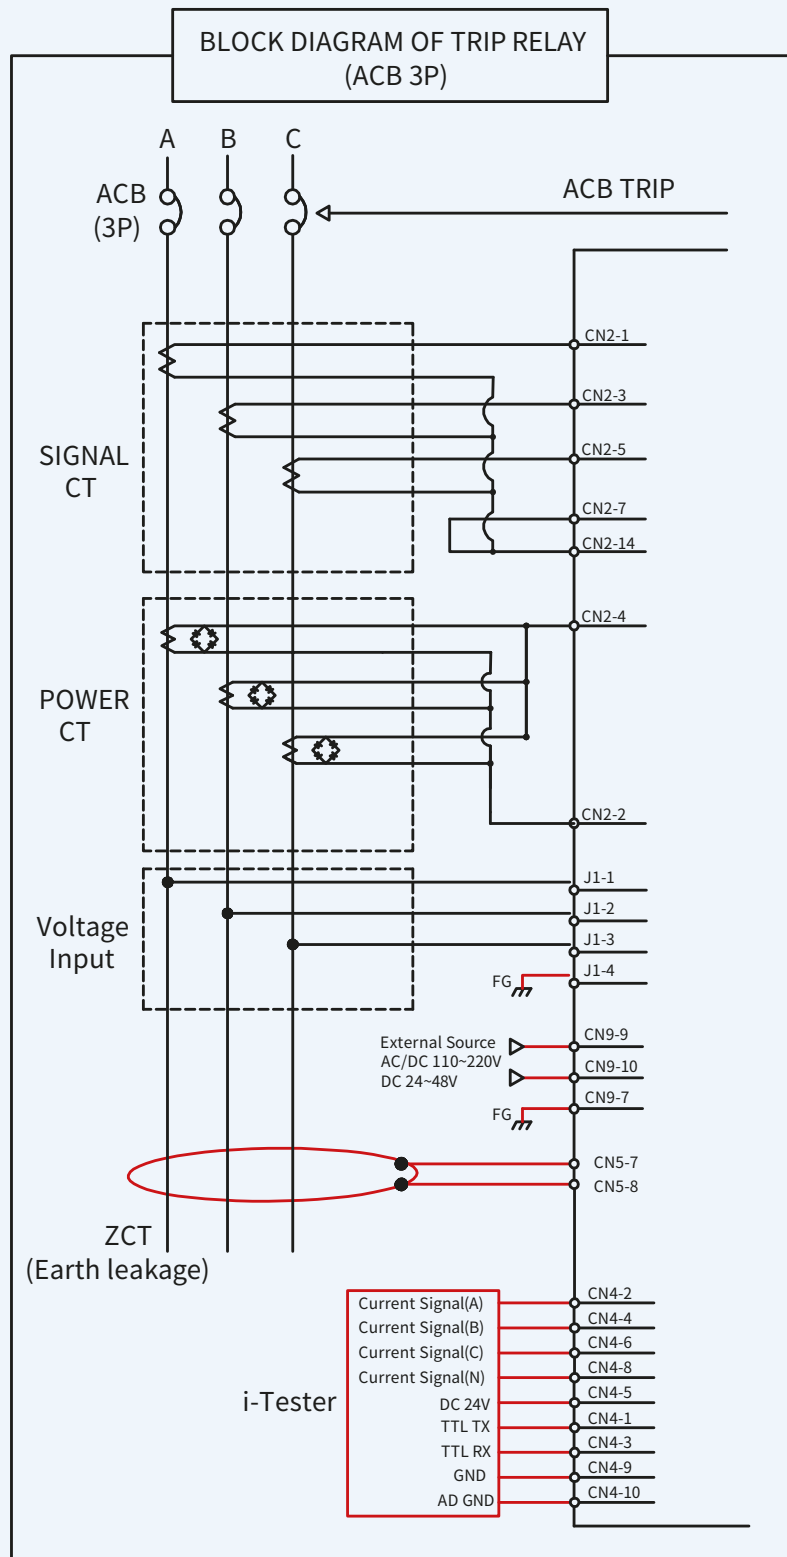 BLOCK DIAGRAM OF TRIP RELAY
(ACB 3P)
A
B
C
ACB
(3P)
ACB TRIP
CN2-1
CN2-3
CN2-5
CN2-7
CN2-14
SIGNAL
CT
CN2-4
POWER
CT
CN2-2
J1-1
J1-2
J1-3
J1-4
Voltage
Input
FG
External Source
AC/DC 110~220V
DC 24~48V
CN9-9
CN9-10
CN9-7
FG
CN5-7
CN5-8
ZCT
(Earth leakage)
i-Tester
Current Signal(A)
Current Signal(B)
Current Signal(C)
Current Signal(N)
DC 24V
TTL TX
TTL RX
GND
AD GND
CN4-2
CN4-4
CN4-6
CN4-8
CN4-5
CN4-1
CN4-3
CN4-9
CN4-10